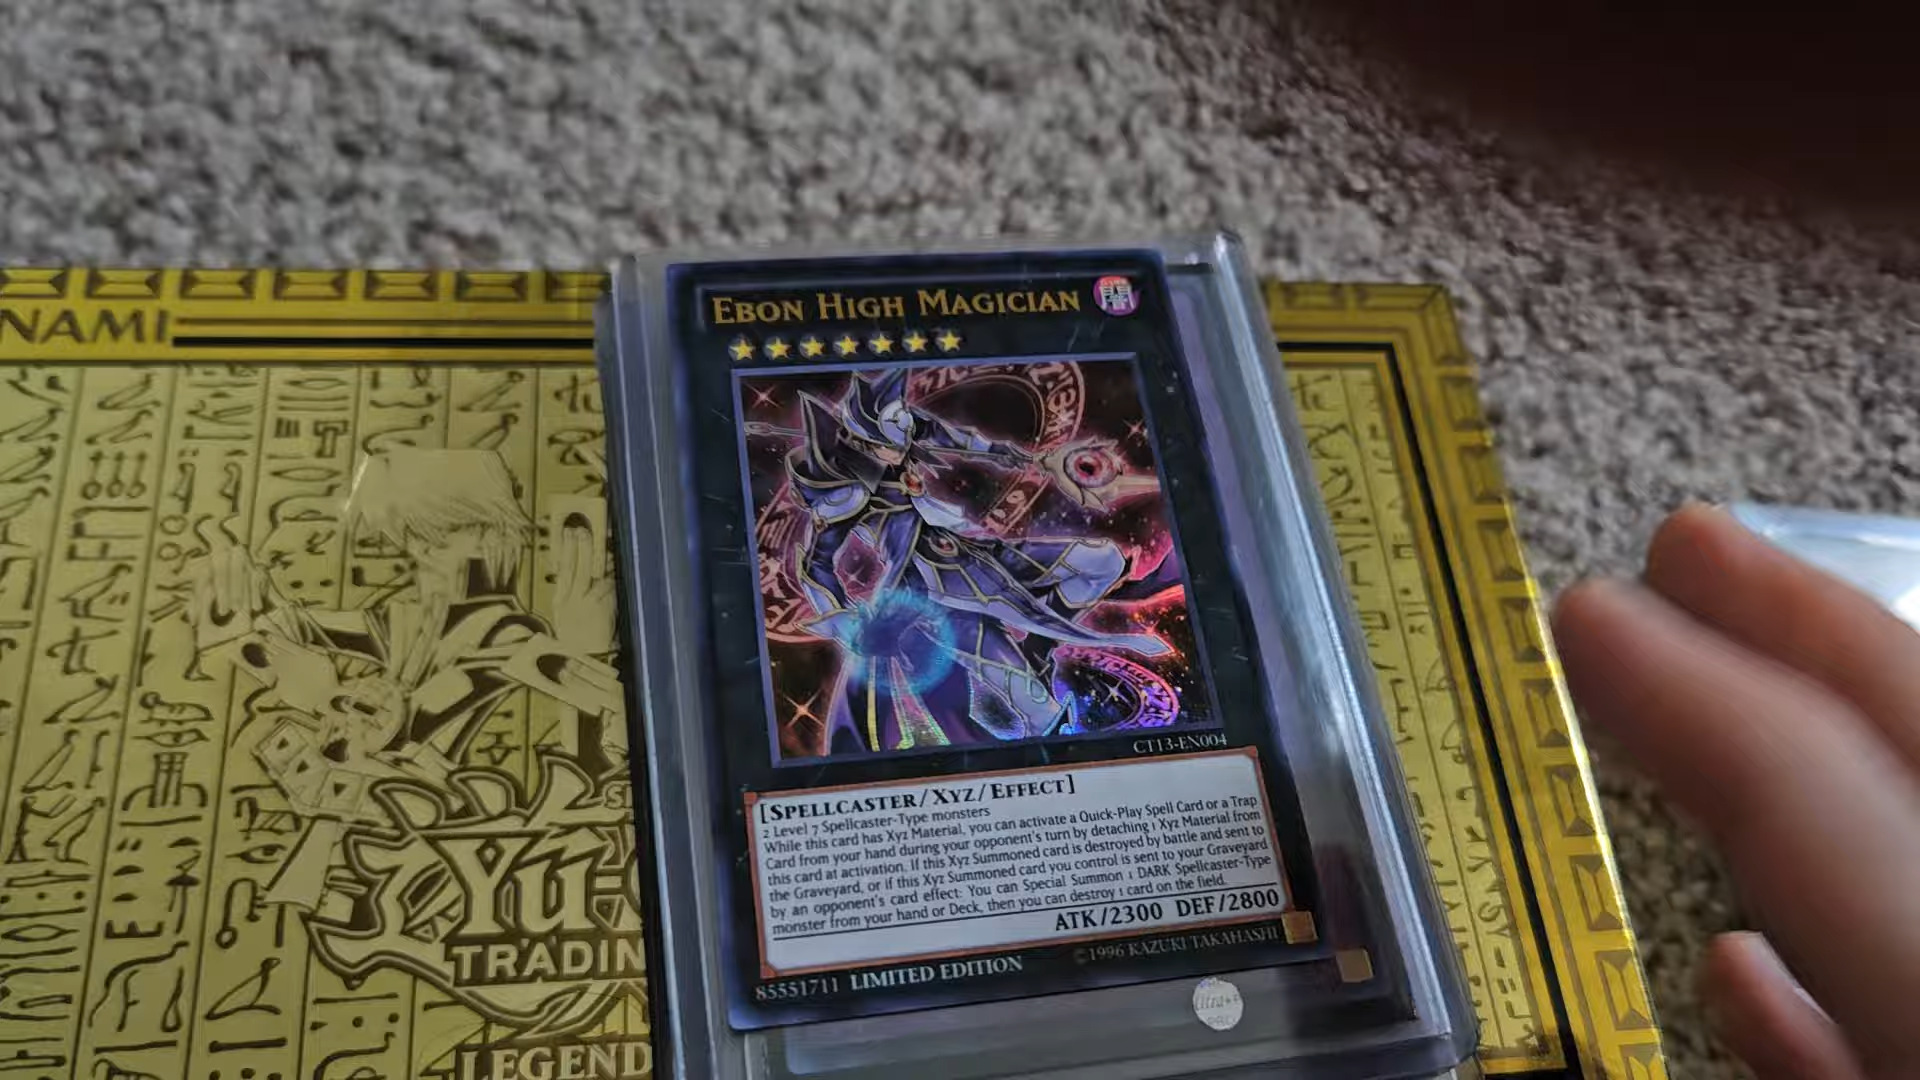 NAMI
EBON HIGH MAGICIAN
CT13-EN004
[SPELLCASTER/XYZ/EFFECT]
2 Level 7 Spellcaster-Type monsters
While this card has Xyz Material, you can activate a Quick-Play Spell Card or a Trap
Card from your hand during your opponent's turn by detaching 1 Xyz Material from
this card at activation. If this Xyz Summoned card is destroyed by battle and sent to
the Graveyard, or if this Xyz Summoned card you control is sent to your Graveyard
by an opponent's card effect: You can Special Summon 1 DARK Spellcaster-Type
monster from your hand or Deck, then you can destroy 1 card on the field.
ATK/2300 DEF/2800
85551711 LIMITED EDITION ©1996 KAZUKI TAKAHASHI
YU-
TRADIN
LEGEND